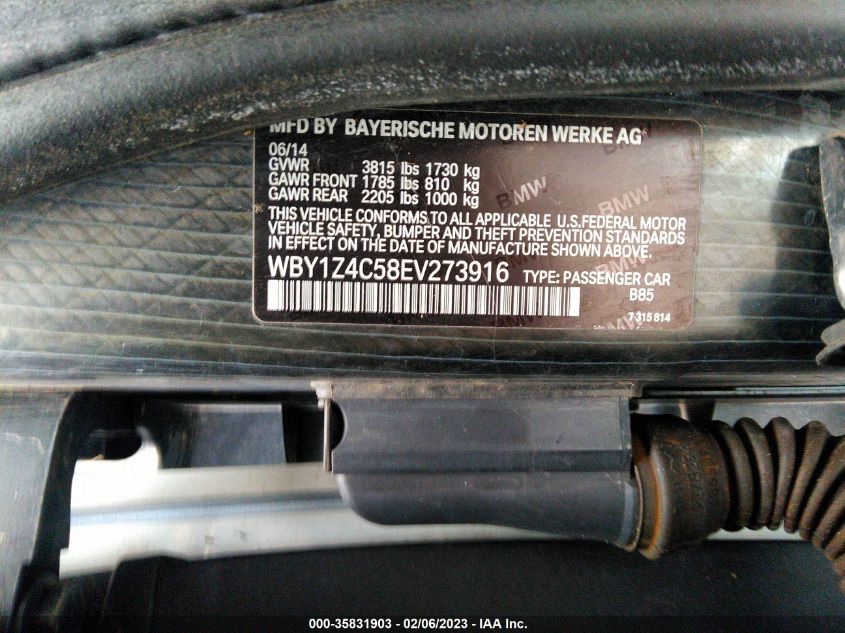 MFD BY BAYERISCHE MOTOREN WERKE AG
06/14
GVWR 3815 lbs 1730 kg
GAWR FRONT 1785 lbs 810 kg
GAWR REAR 2205 lbs 1000 kg
THIS VEHICLE CONFORMS TO ALL APPLICABLE U.S.FEDERAL MOTOR
VEHICLE SAFETY, BUMPER AND THEFT PREVENTION STANDARDS
IN EFFECT ON THE DATE OF MANUFACTURE SHOWN ABOVE.
WBY1Z4C58EV273916 TYPE: PASSENGER CAR
B85
7315814
BMW
BMW
BMW
000-35831903 - 02/06/2023 - IAA Inc.